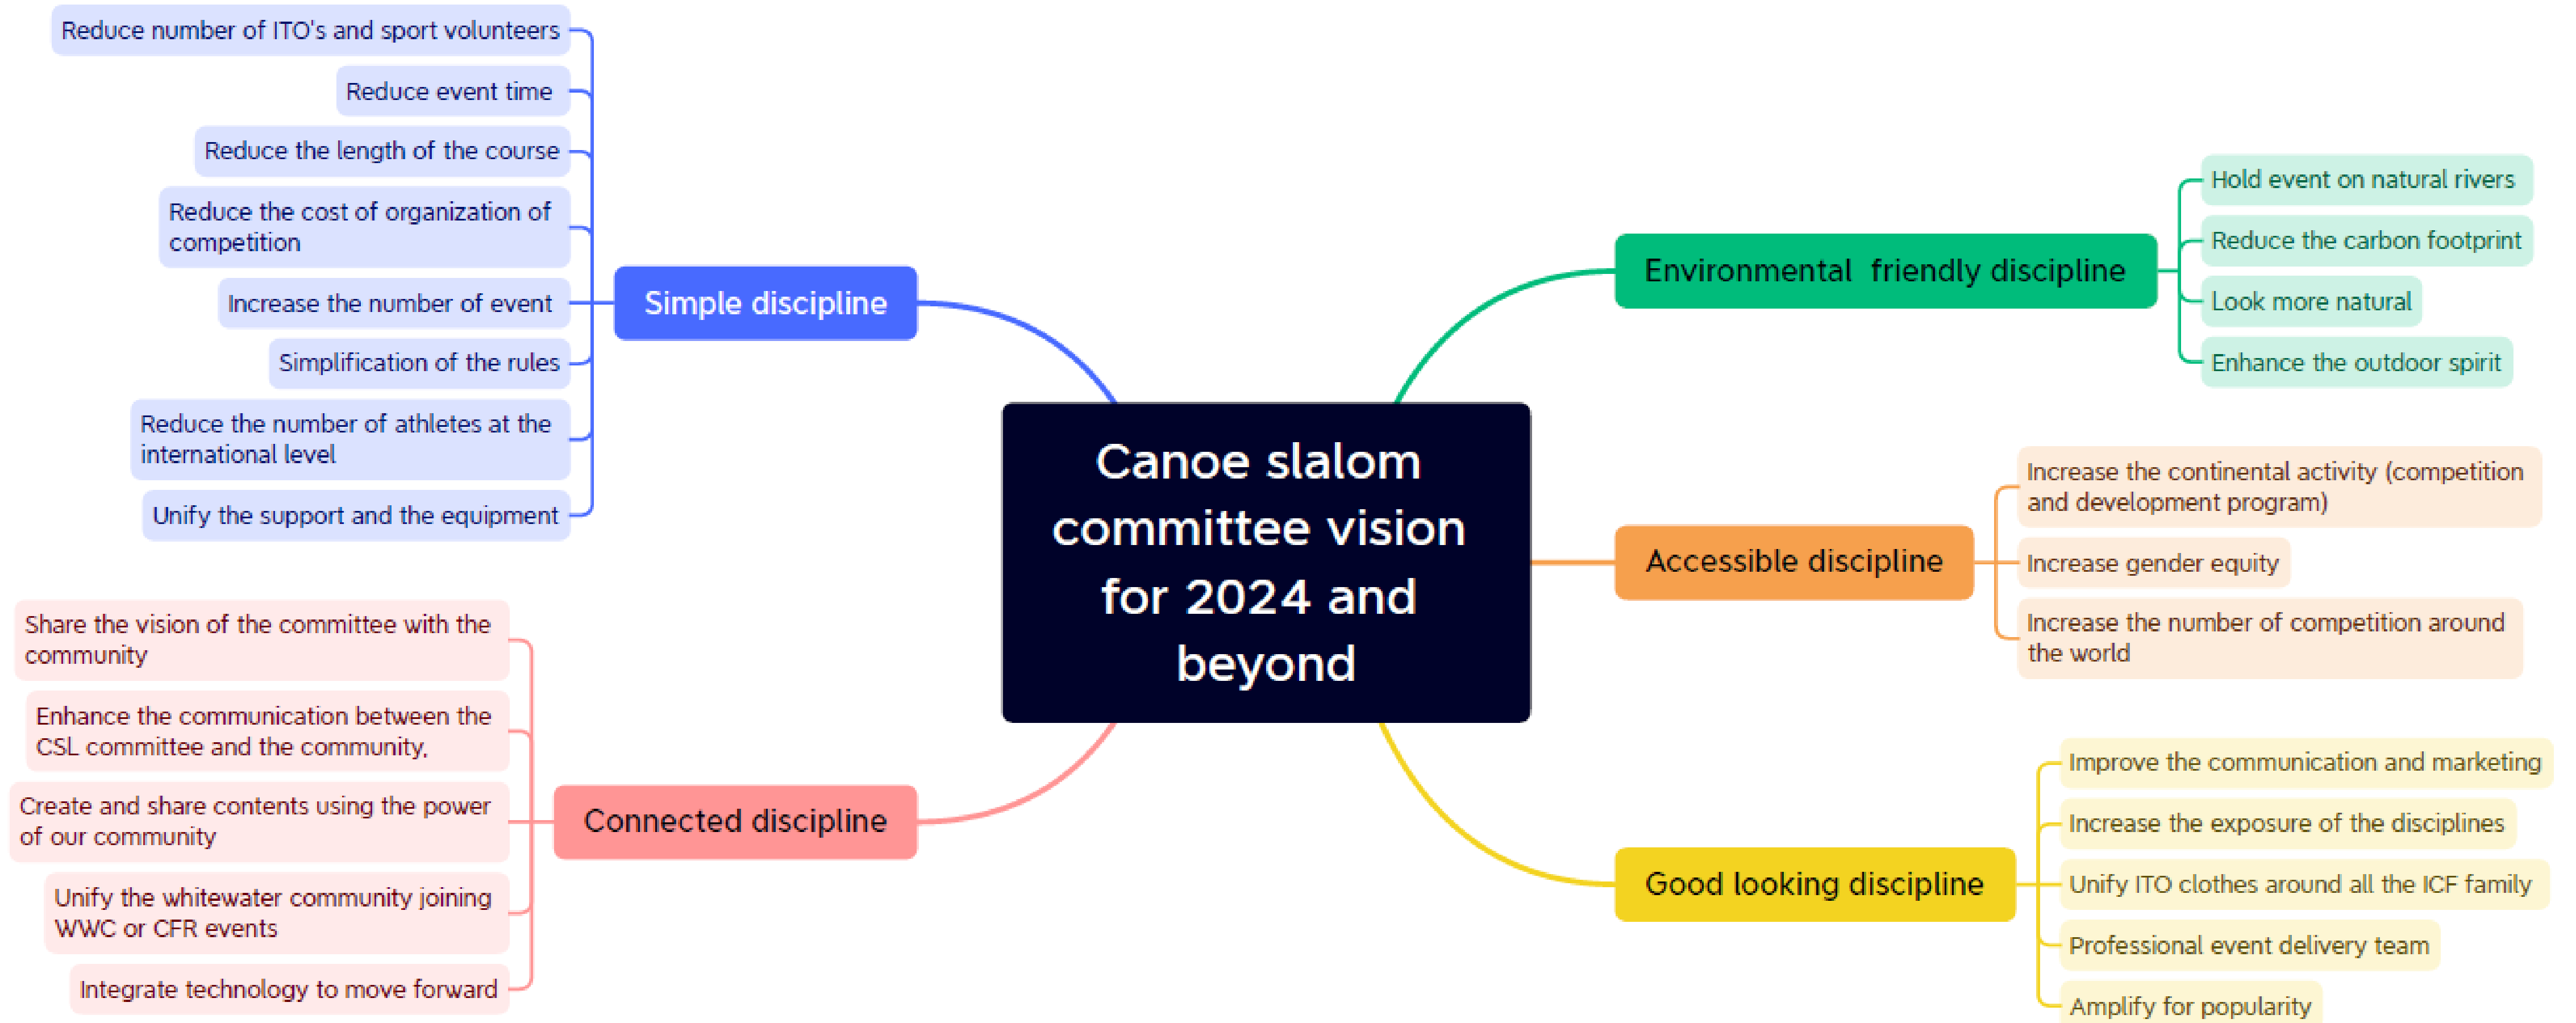 Reduce number of ITO's and sport volunteers
Reduce event time
Reduce the length of the course
Reduce the cost of organization of
competition
Increase the number of event
Simplification of the rules
Reduce the number of athletes at the
international level
Unify the support and the equipment
Simple discipline
Share the vision of the committee with the
community
Enhance the communication between the
CSL committee and the community,
Create and share contents using the power
of our community
Unify the whitewater community joining
WWC or CFR events
Integrate technology to move forward
Connected discipline
Canoe slalom
committee vision
for 2024 and
beyond
Environmental  friendly discipline
Hold event on natural rivers
Reduce the carbon footprint
Look more natural
Enhance the outdoor spirit
Accessible discipline
Increase the continental activity (competition
and development program)
Increase gender equity
Increase the number of competition around
the world
Good looking discipline
Improve the communication and marketing
Increase the exposure of the disciplines
Unify ITO clothes around all the ICF family
Professional event delivery team
Amplify for popularity